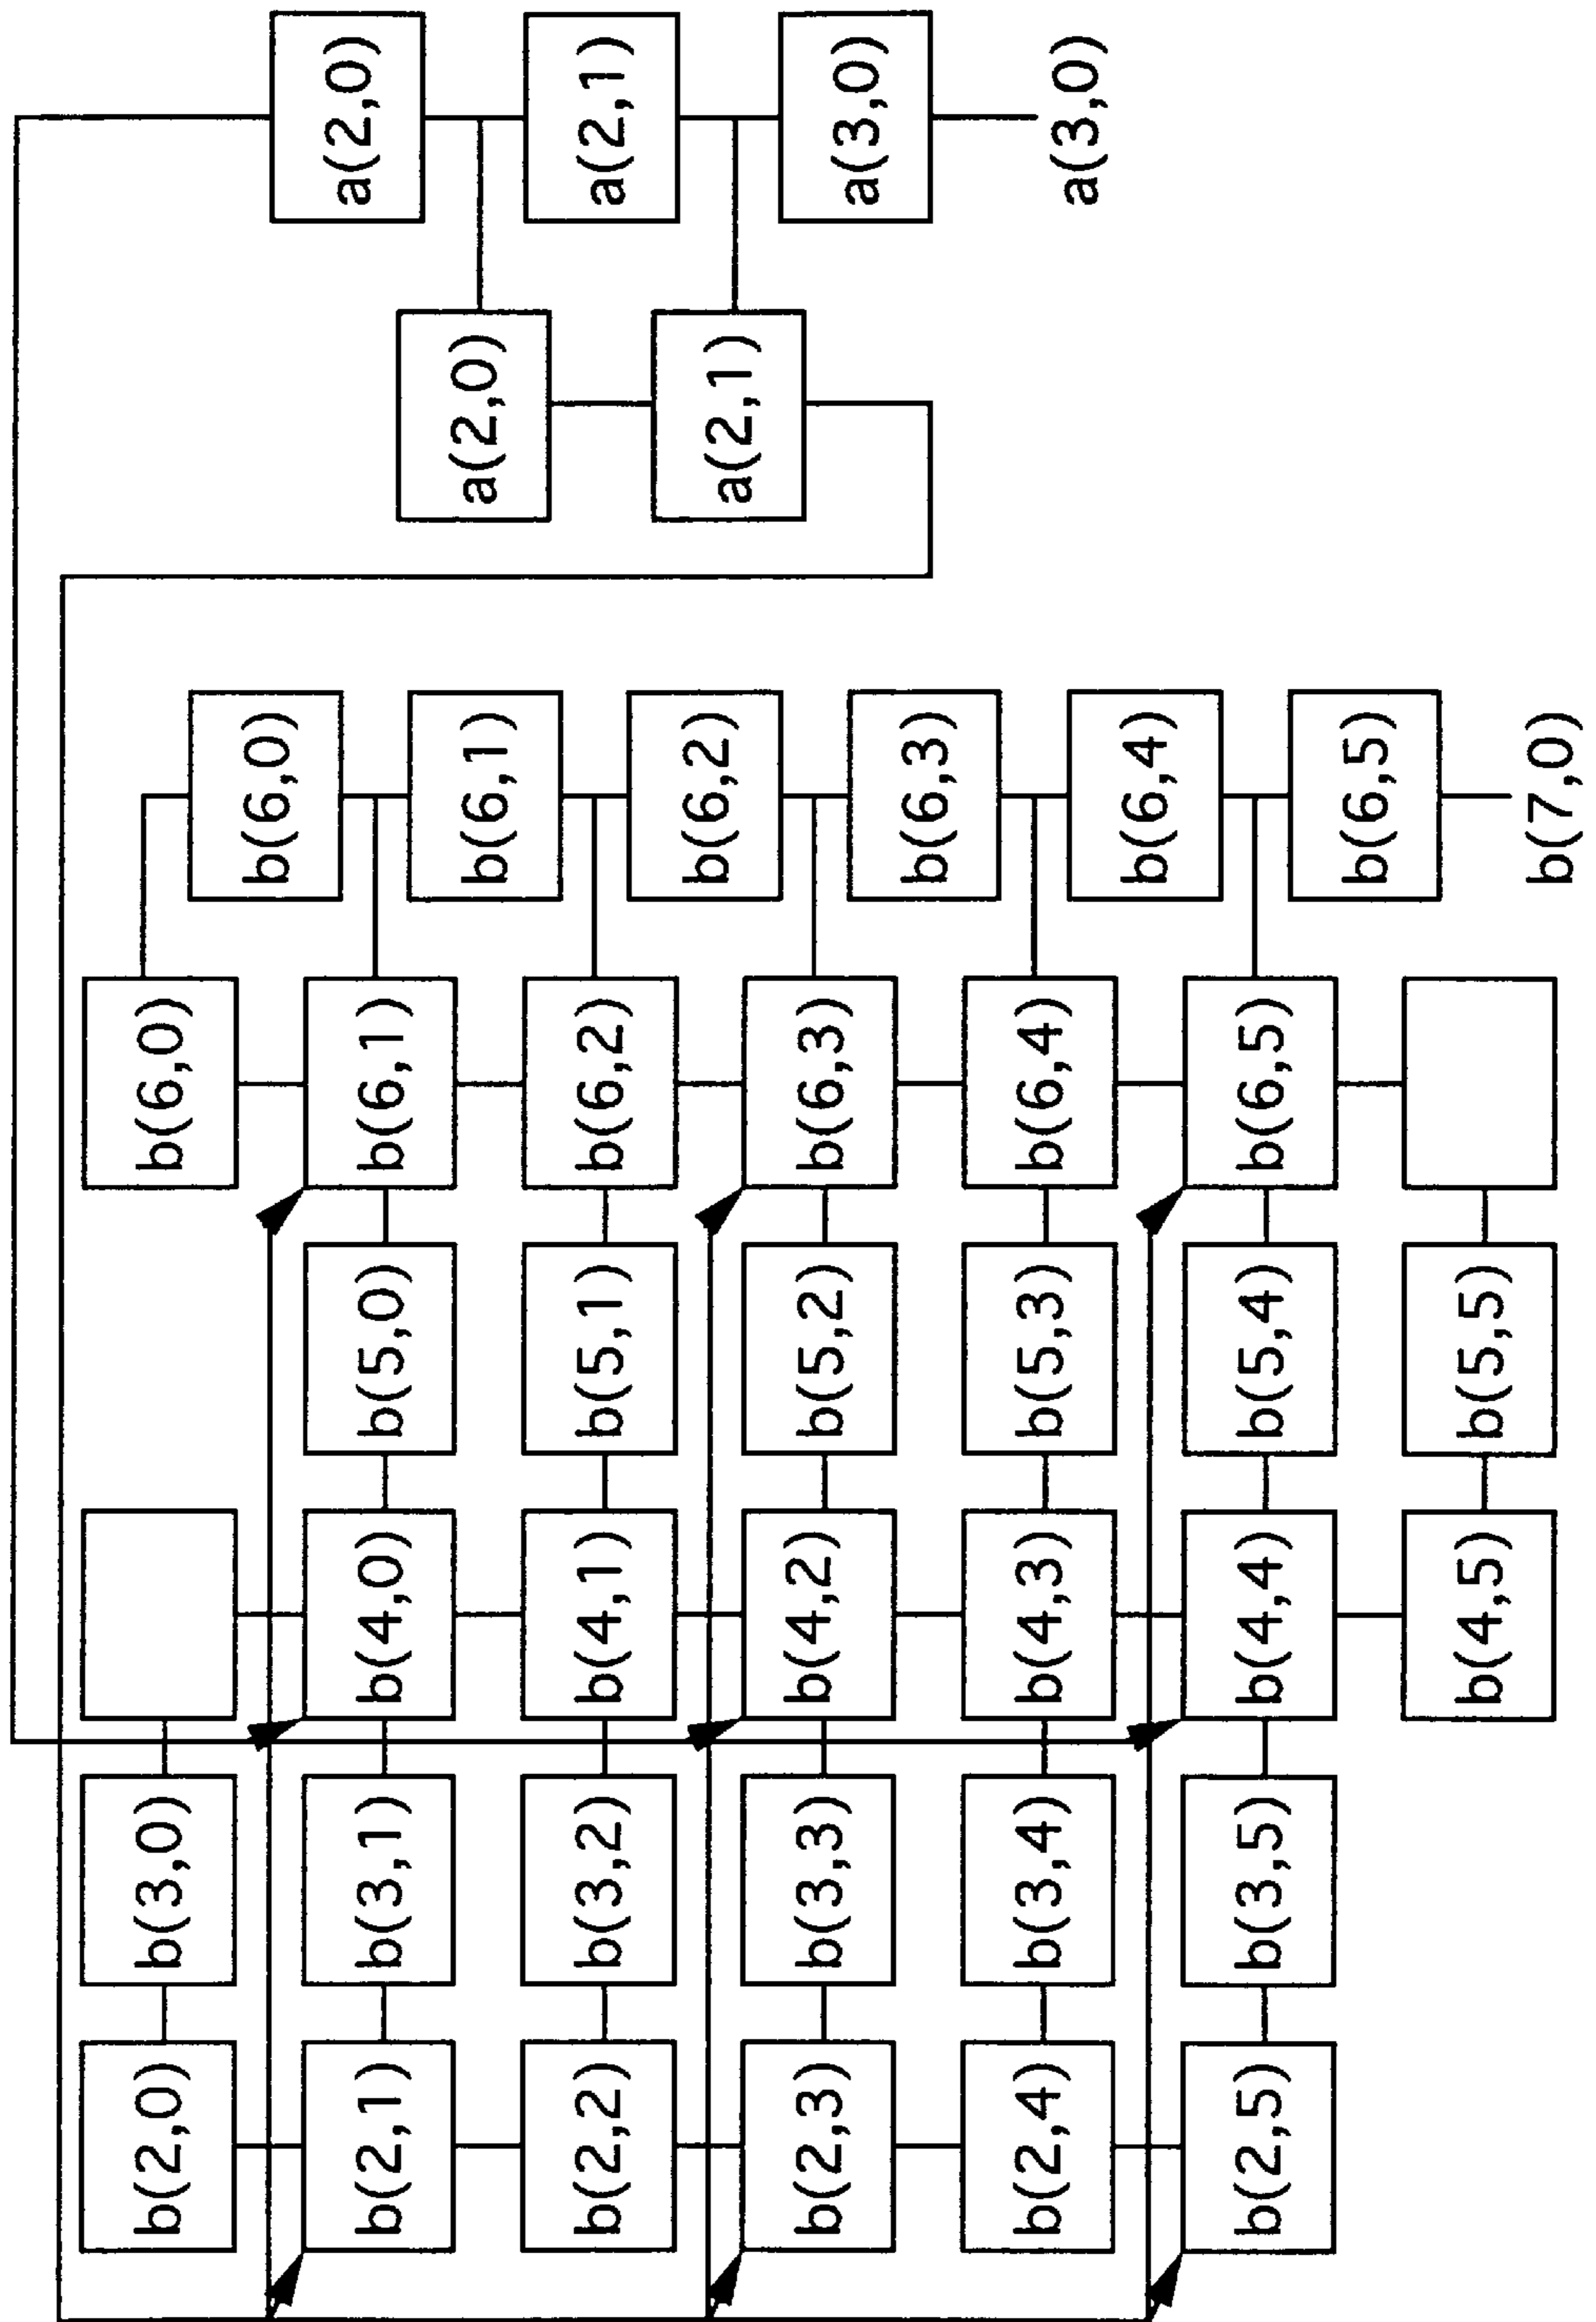 b(2,0)
b(3,0)
b(6,0)
b(6,0)
a(2,0)
b(2,1)
b(3,1)
b(4,0)
b(5,0)
b(6,1)
b(6,1)
a(2,0)
b(2,2)
b(3,2)
b(4,1)
b(5,1)
b(6,2)
a(2,1)
b(6,2)
a(2,1)
b(2,3)
b(3,3)
b(4,2)
b(5,2)
b(6,3)
a(3,0)
b(6,3)
b(2,4)
b(3,4)
b(4,3)
b(5,3)
b(6,4)
a(3,0)
b(6,4)
b(2,5)
b(3,5)
b(4,4)
b(5,4)
b(6,5)
b(6,5)
b(4,5)
b(5,5)
b(7,0)